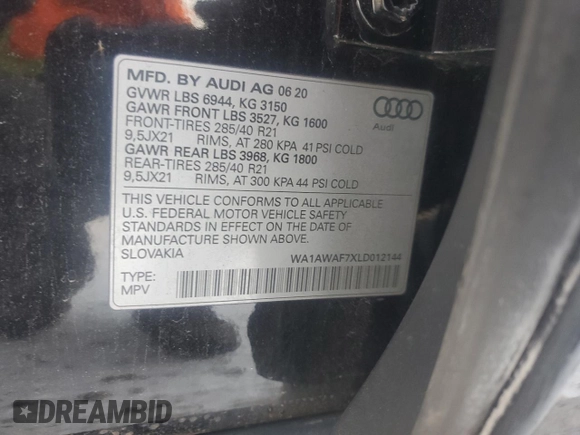 MFD. BY AUDI AG 06 20
GVWR LBS 6944, KG 3150
GAWR FRONT LBS 3527, KG 1600
FRONT-TIRES 285/40 R21
9,5JX21 RIMS, AT 280 KPA 41 PSI COLD
GAWR REAR LBS 3968, KG 1800
REAR-TIRES 285/40 R21
9,5JX21 RIMS, AT 300 KPA 44 PSI COLD
Audi
THIS VEHICLE CONFORMS TO ALL APPLICABLE
U.S. FEDERAL MOTOR VEHICLE SAFETY
STANDARDS IN EFFECT ON THE DATE OF
MANUFACTURE SHOWN ABOVE.
SLOVAKIA WA1AWAF7XLD012144
TYPE:
MPV
DREAMBID